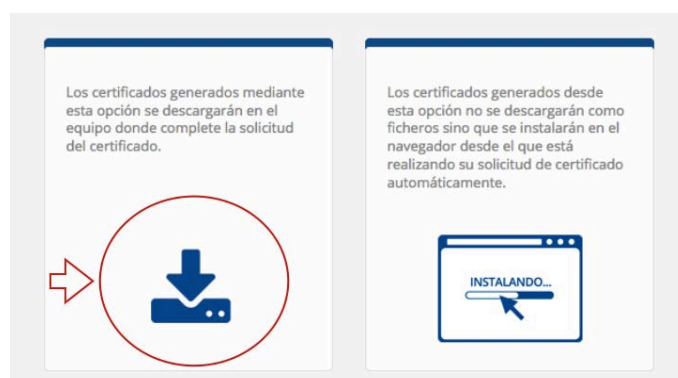 Los certificados generados mediante
esta opción se descargarán en el
equipo donde complete la solicitud
del certificado.
Los certificados generados desde
esta opción no se descargarán como
ficheros sino que se instalarán en el
navegador desde el que está
realizando su solicitud de certificado
automáticamente.
INSTALANDO...